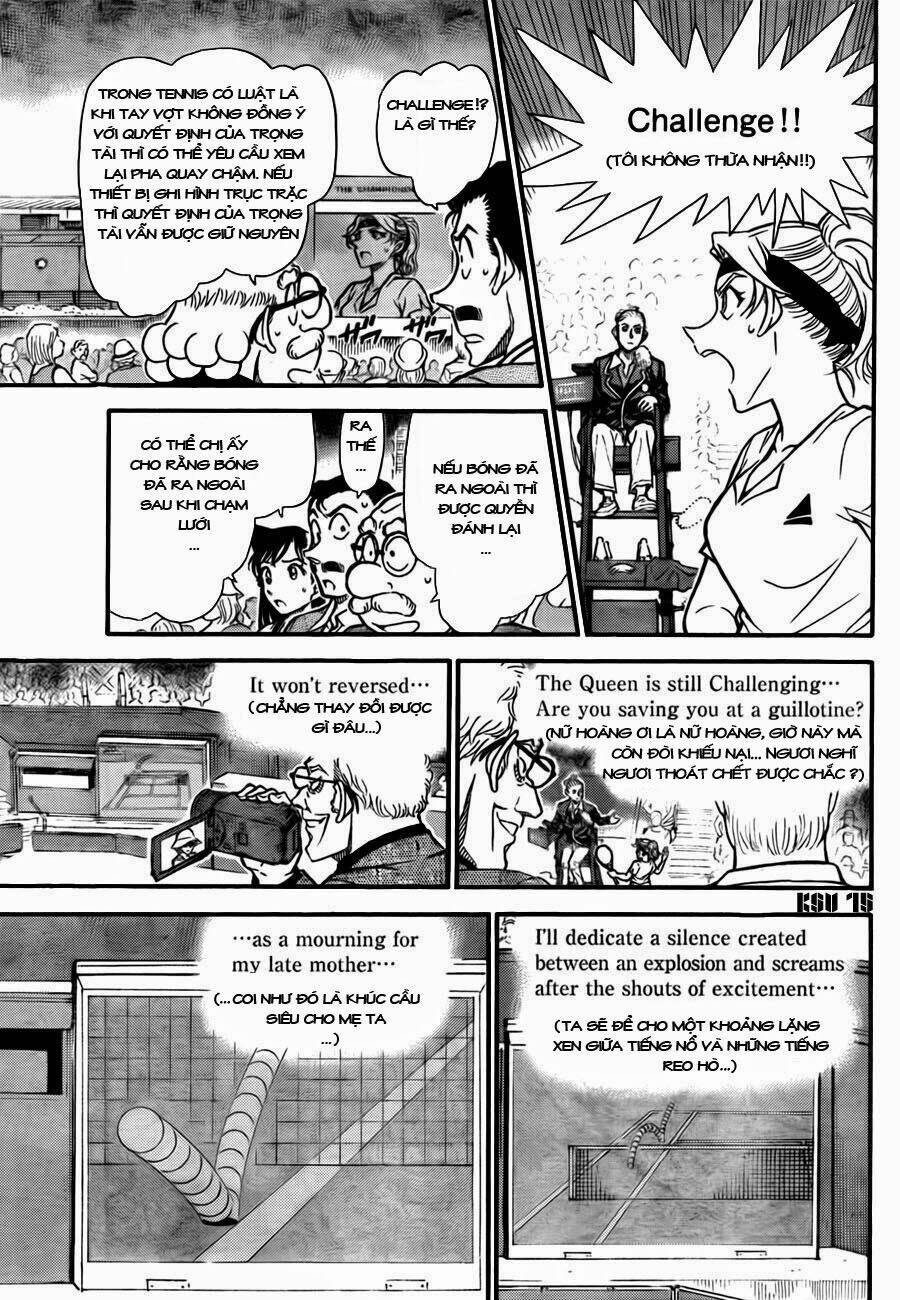 Challenge!!
(TÔI KHÔNG THỪA NHẬN!!)
CHALLENGE!?
LÀ GÌ THẾ?
TRONG TENNIS CÓ LUẬT LÀ
KHI TAY VỢT KHÔNG ĐỒNG Ý
VỚI QUYẾT ĐỊNH CỦA TRỌNG
TÀI THÌ CÓ THỂ YÊU CẦU XEM
LẠI PHA QUAY CHẬM. NẾU
THIẾT BỊ GHI HÌNH TRỤC TRẶC
THÌ QUYẾT ĐỊNH CỦA TRỌNG
TÀI VẪN ĐƯỢC GIỮ NGUYÊN
THE CHAMPION
ザワ
ザワ
NẾU BÓNG ĐÃ
RA NGOÀI THÌ
ĐƯỢC QUYỀN
ĐÁNH LẠI
...
RA
THẾ
...
CÓ THỂ CHỊ ẤY
CHO RẰNG BÓNG
ĐÃ RA NGOÀI
SAU KHI CHẠM
LƯỚI
...
The Queen is still Challenging…
Are you saving you at a guillotine?
(NỮ HOÀNG ƠI LÀ NỮ HOÀNG, GIỜ NÀY MÀ
CÒN ĐÒI KHIẾU NẠI... NGƯƠI NGHĨ
NGƯƠI THOÁT CHẾT ĐƯỢC CHẮC ?)
It won't reversed…
(CHẲNG THAY ĐỔI ĐƯỢC
GÌ ĐÂU...)
KSV 15
I'll dedicate a silence created
between an explosion and screams
after the shouts of excitement…
(TA SẼ ĐỂ CHO MỘT KHOẢNG LẶNG
XEN GIỮA TIẾNG NỔ VÀ NHỮNG TIẾNG
REO HÒ...)
…as a mourning for
my late mother…
(...COI NHƯ ĐÓ LÀ KHÚC CẦU
SIÊU CHO MẸ TA
...)